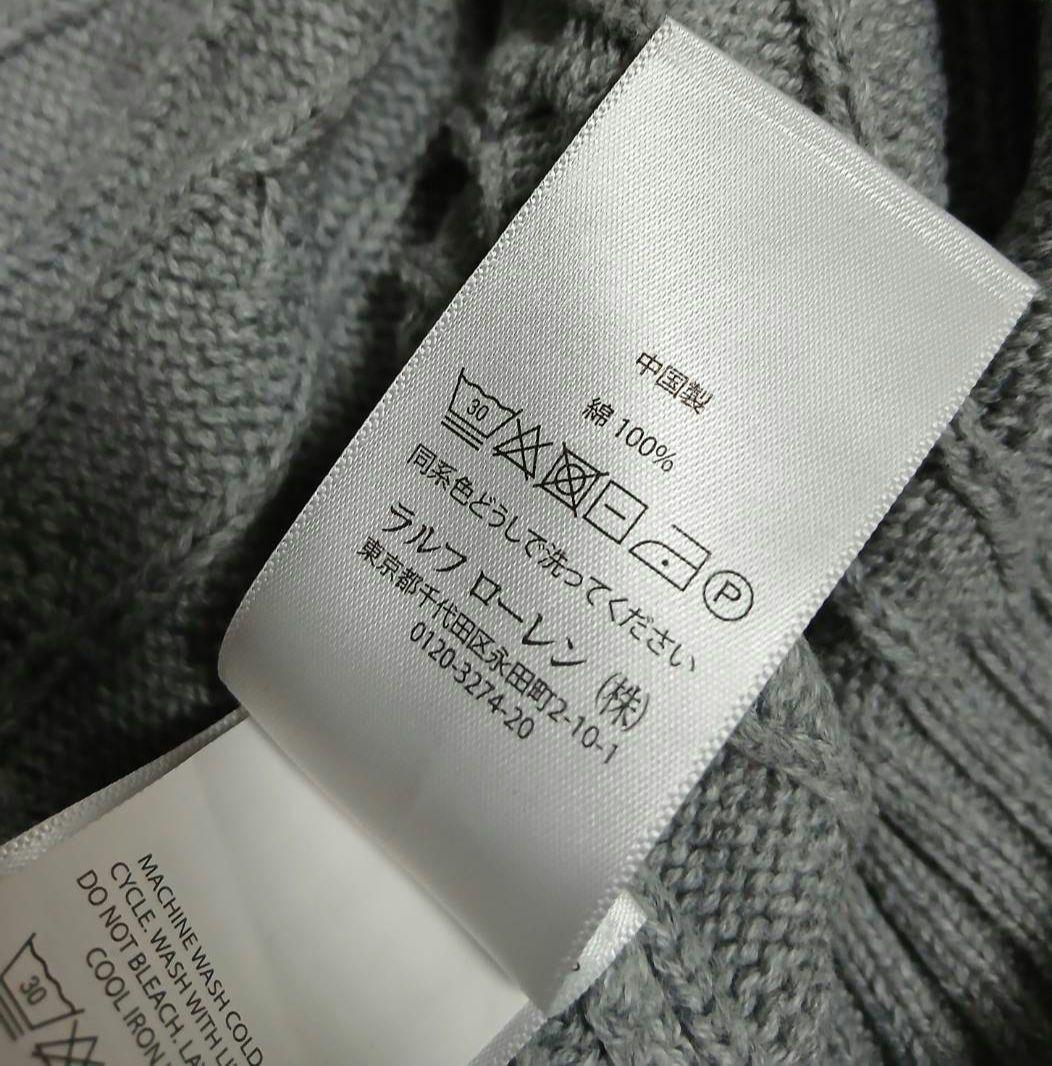 中国製
綿 100%
30
P
同系色どうしで洗ってください
ラルフ ローレン (株)
東京都千代田区永田町2-10-1
0120-3274-20
MACHINE WASH COLD
CYCLE. WASH WITH
DO NOT BLEACH.
COOL IRON
30